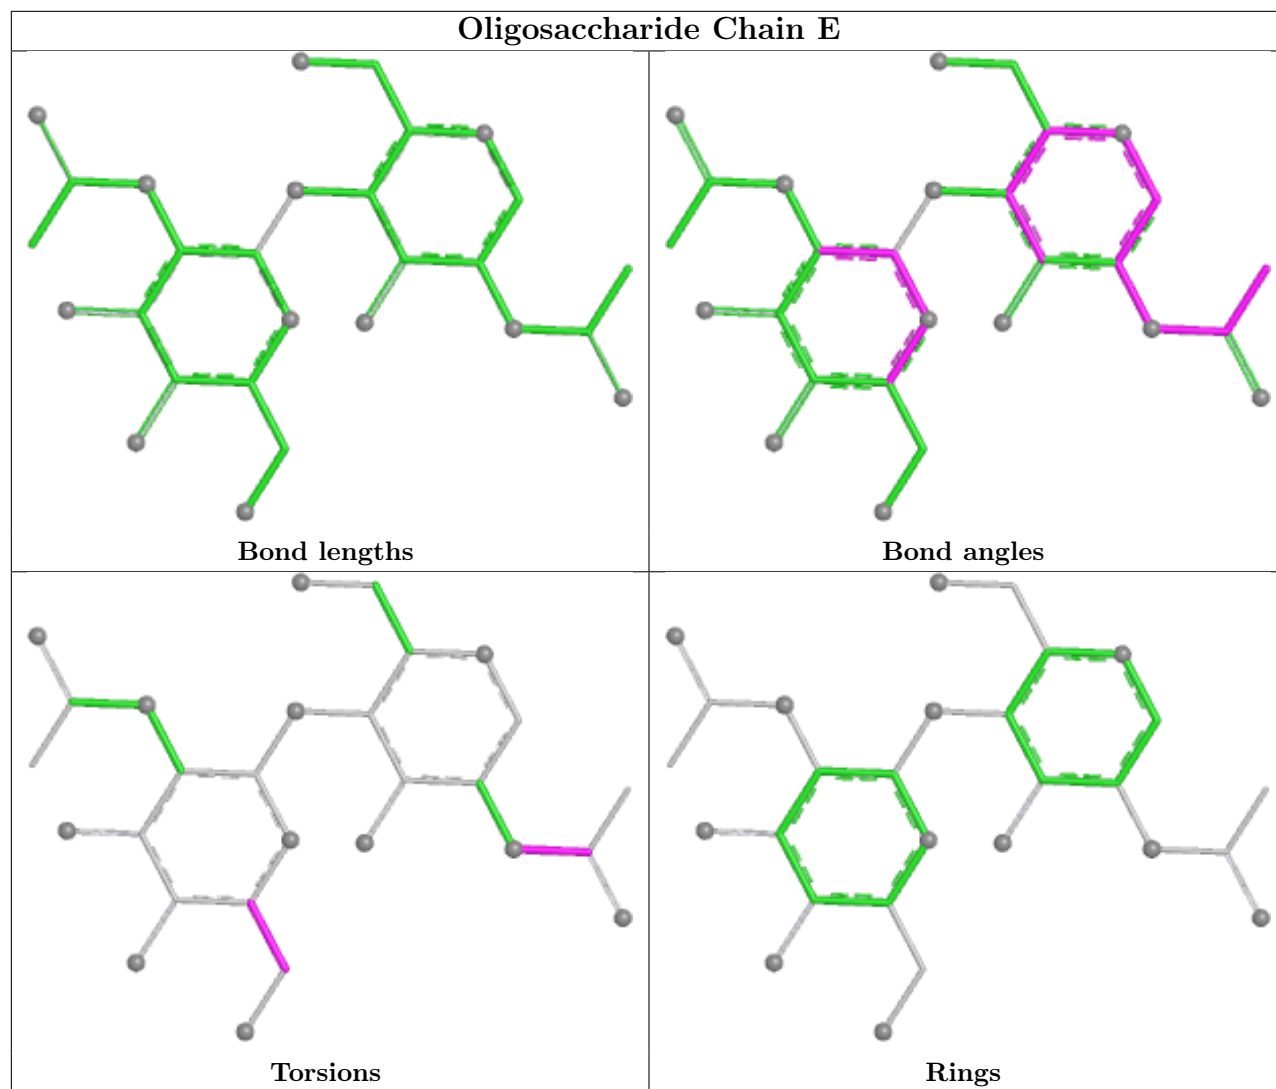 Oligosaccharide Chain E
Bond lengths
Bond angles
Torsions
Rings